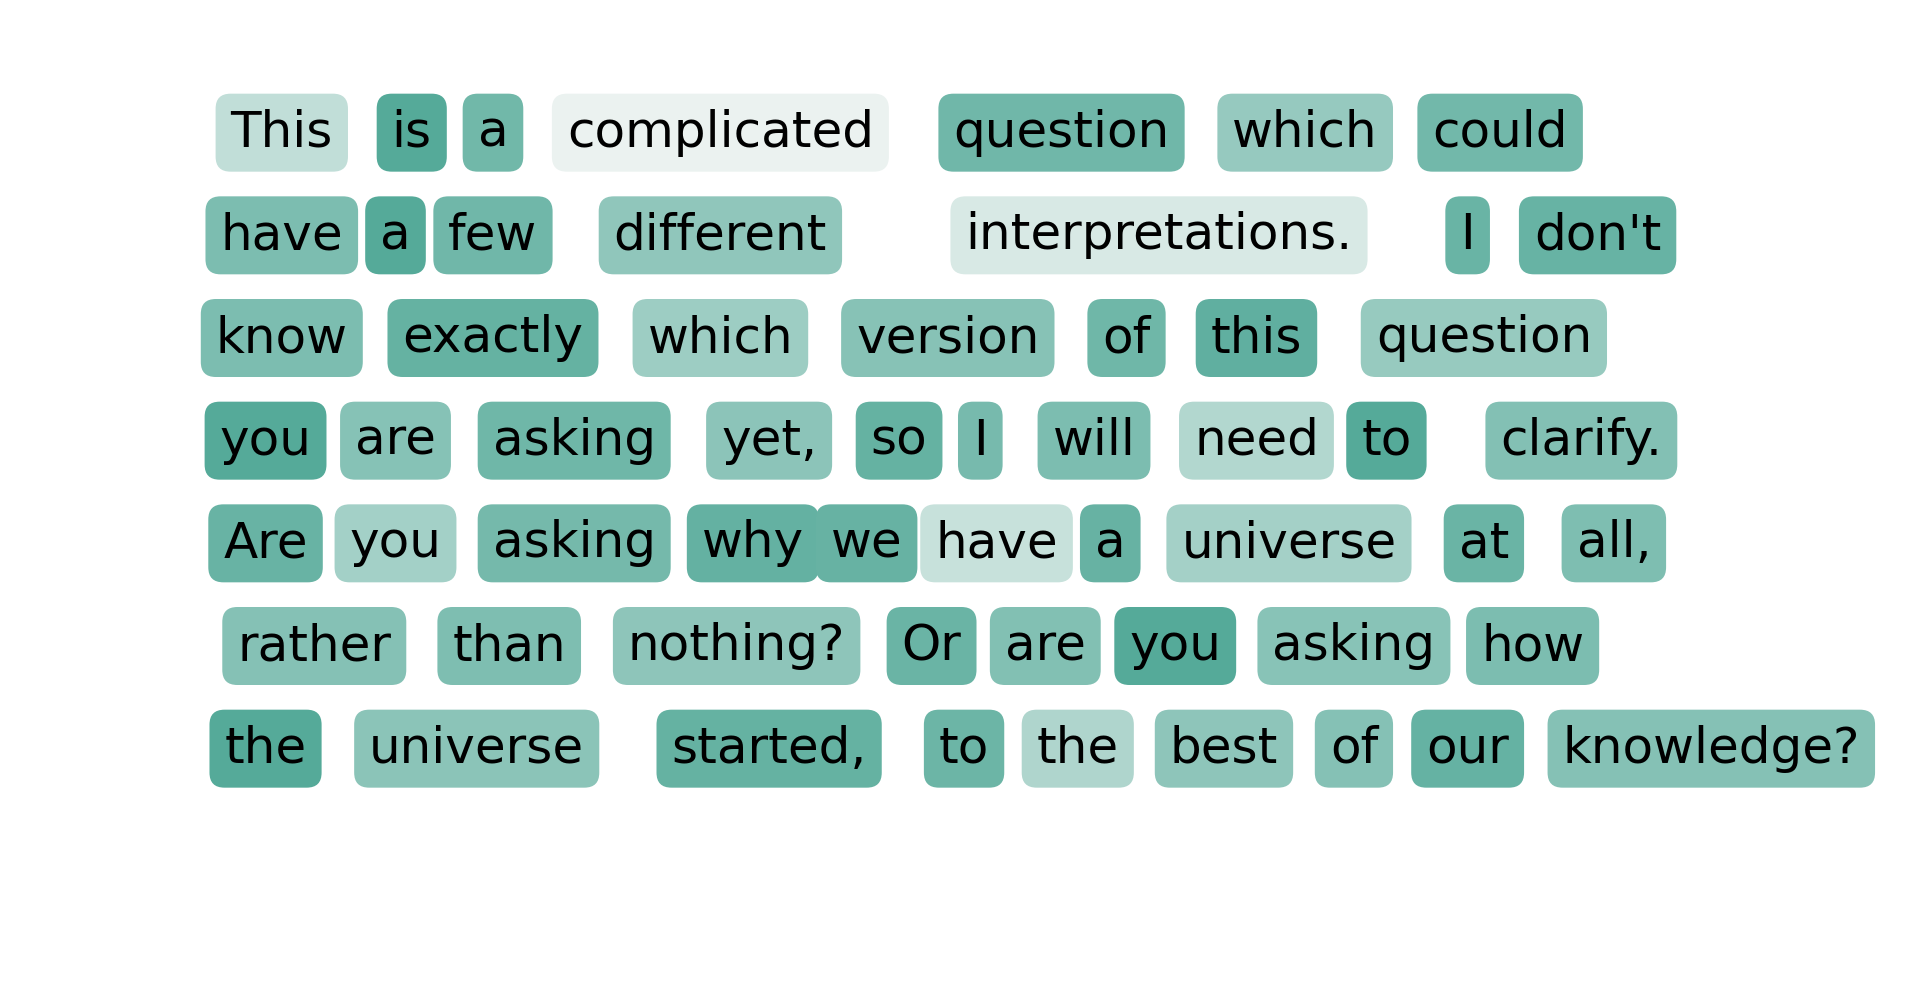 This is a complicated question which could
have a few different interpretations. I don't
know exactly which version of this question
you are asking yet, so I will need to clarify.
Are you asking why we have a universe at all,
rather than nothing? Or are you asking how
the universe started, to the best of our knowledge?